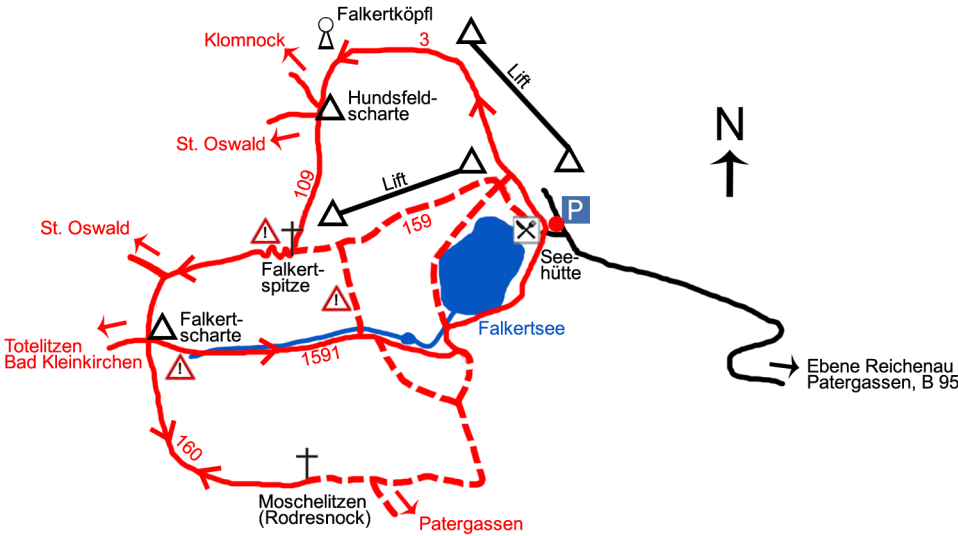 Falkertköpfl
Klomnock
3
Lift
Hundsfeld-
scharte
St. Oswald
N
109
Lift
P
159
St. Oswald
!
Falkert-
spitze
See-
hütte
!
Falkert-
scharte
Falkertsee
Totelitzen
Bad Kleinkirchen
1591
!
Ebene Reichenau
Patergassen, B 95
160
Moschelitzen
(Rodresnock)
Patergassen